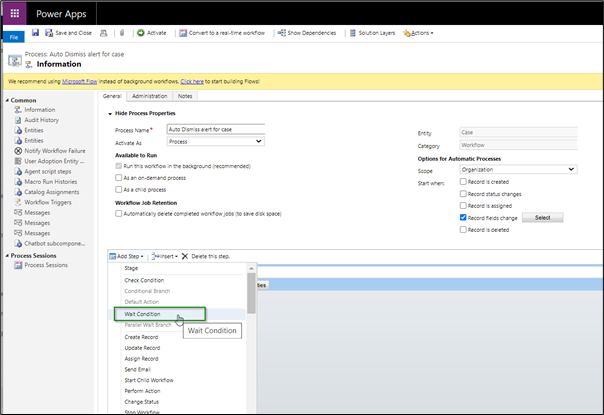 Power Apps
File
Save and Close
Activate
Convert to a real-time workflow
Show Dependencies
Solution Layers
Actions
Process: Auto Dismiss alert for case
Information
We recommend using Microsoft Flow instead of background workflows. Click here to start building Flows!
Common
Information
Audit History
Entities
Entities
Notify Workflow Failure
User Adoption Entity ...
Agent script steps
Macro Run Histories
Catalog Assignments
Workflow Triggers
Messages
Messages
Messages
Chatbot subcompone...
Process Sessions
Process Sessions
General
Administration
Notes
Hide Process Properties
Process Name*
Auto Dismiss alert for case
Activate As
Process
Available to Run
Run this workflow in the background (recommended)
As an on-demand process
As a child process
Workflow Job Retention
Automatically delete completed workflow jobs (to save disk space)
Entity
Case
Category
Workflow
Options for Automatic Processes
Scope
Organization
Start when:
Record is created
Record status changes
Record is assigned
Record fields change
Select
Record is deleted
Add Step
Insert
Delete this step.
Stage
Check Condition
Conditional Branch
Default Action
Wait Condition
Parallel Wait Branch
Create Record
Update Record
Assign Record
Send Email
Start Child Workflow
Perform Action
Change Status
Stop Workflow
ties
Wait Condition